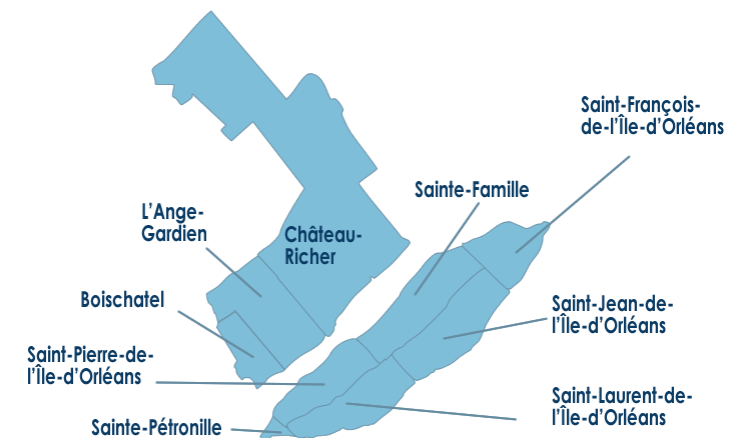 Saint-François-
de-l'Île-d'Orléans
Sainte-Famille
L'Ange-
Gardien
Château-
Richer
Boischatel
Saint-Jean-de-
l'Île-d'Orléans
Saint-Pierre-de-
l'Île-d'Orléans
Saint-Laurent-de-
l'Île-d'Orléans
Sainte-Pétronille